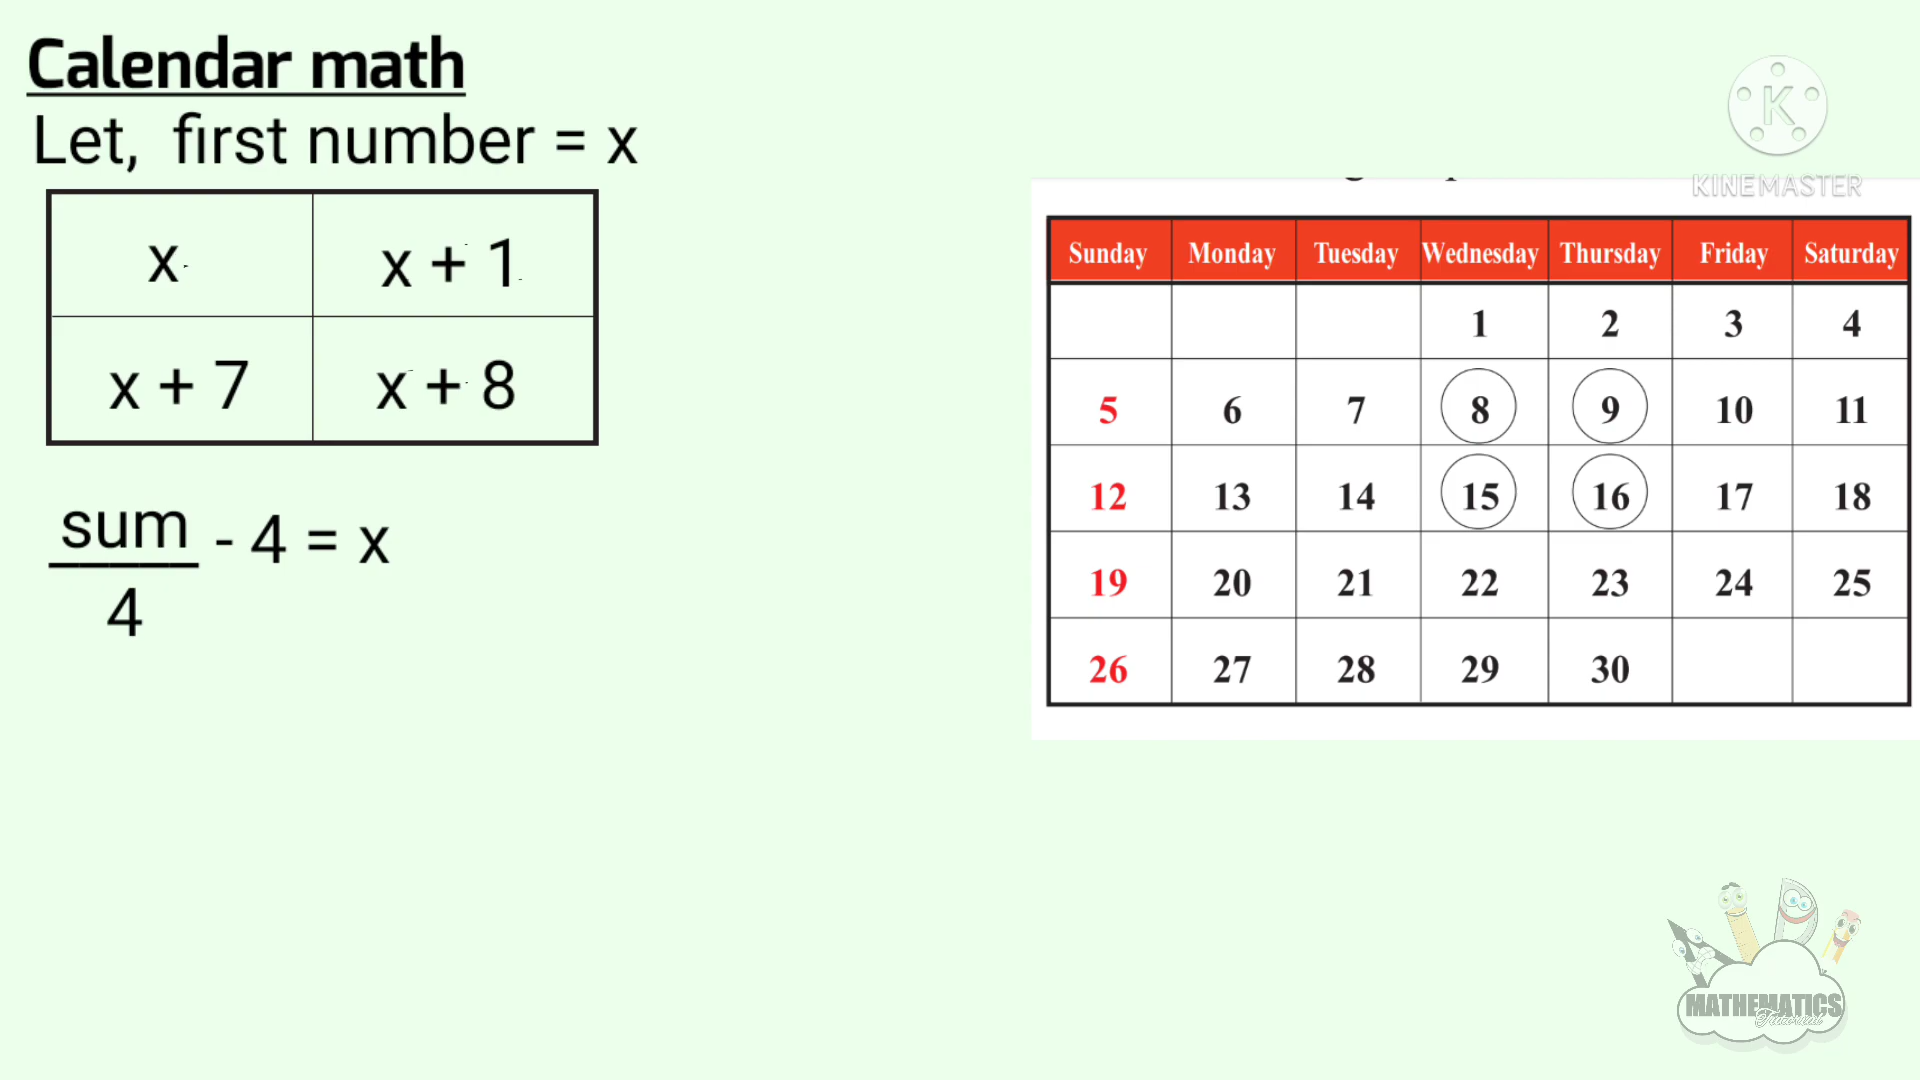 Calendar math
Let, first number = x
x x + 1
x + 7 x + 8
sum
- 4 = x
4
K
KINEMASTER
Sunday Monday Tuesday Wednesday Thursday Friday Saturday
1 2 3 4
5 6 7 8 9 10 11
12 13 14 15 16 17 18
19 20 21 22 23 24 25
26 27 28 29 30
MATHEMATICS
Tutorial